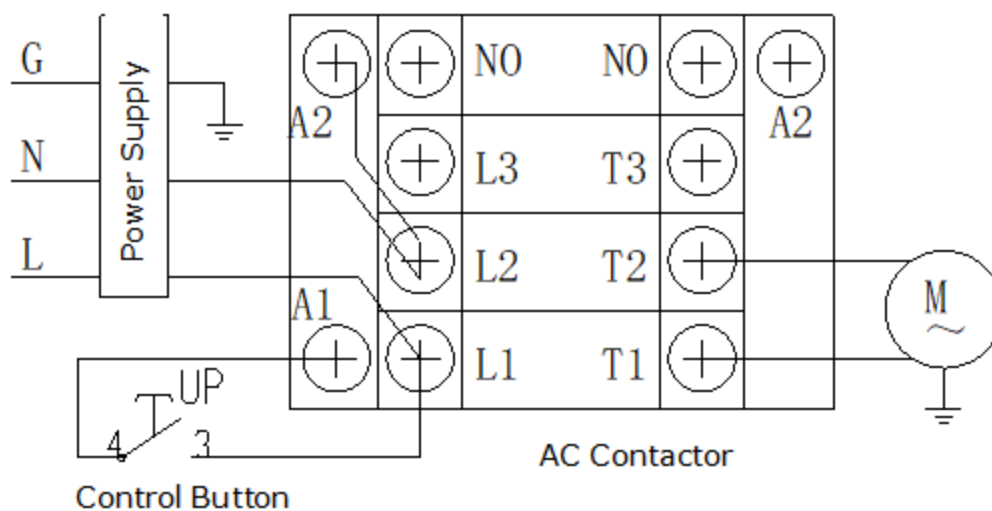 G
N
L
Power Supply
A2
NO NO
A2
L3 T3
L2 T2
A1
L1 T1
M
~
UP
4 3
AC Contactor
Control Button